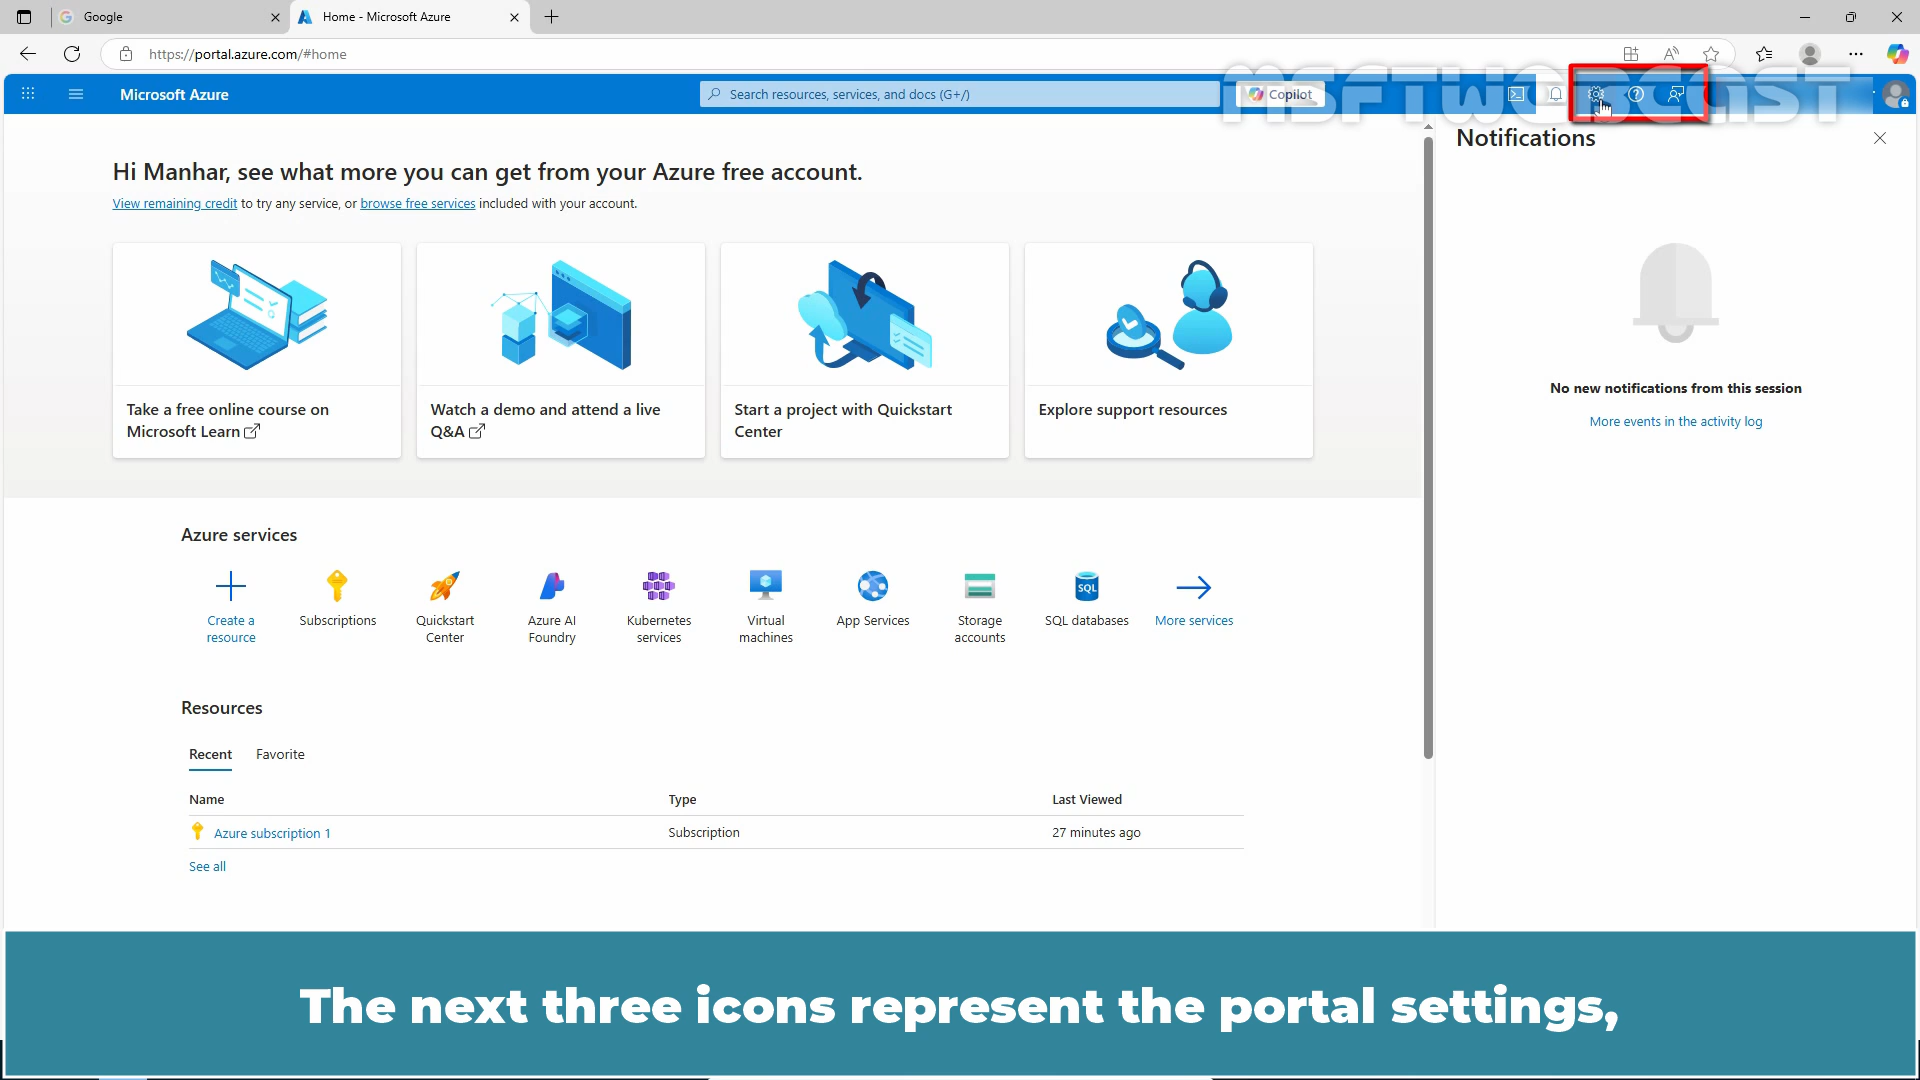 Google
Home - Microsoft Azure
https://portal.azure.com/#home
Microsoft Azure
Search resources, services, and docs (G+/)
Copilot
MSFTWEBCAST
Notifications
Hi Manhar, see what more you can get from your Azure free account.
View remaining credit to try any service, or browse free services included with your account.
Take a free online course on
Microsoft Learn
Watch a demo and attend a live
Q&A
Start a project with Quickstart
Center
Explore support resources
No new notifications from this session
More events in the activity log
Azure services
Create a
resource
Subscriptions
Quickstart
Center
Azure AI
Foundry
Kubernetes
services
Virtual
machines
App Services
Storage
accounts
SQL
SQL databases
More services
Resources
Recent
Favorite
Name
Type
Last Viewed
Azure subscription 1
Subscription
27 minutes ago
See all
The next three icons represent the portal settings,